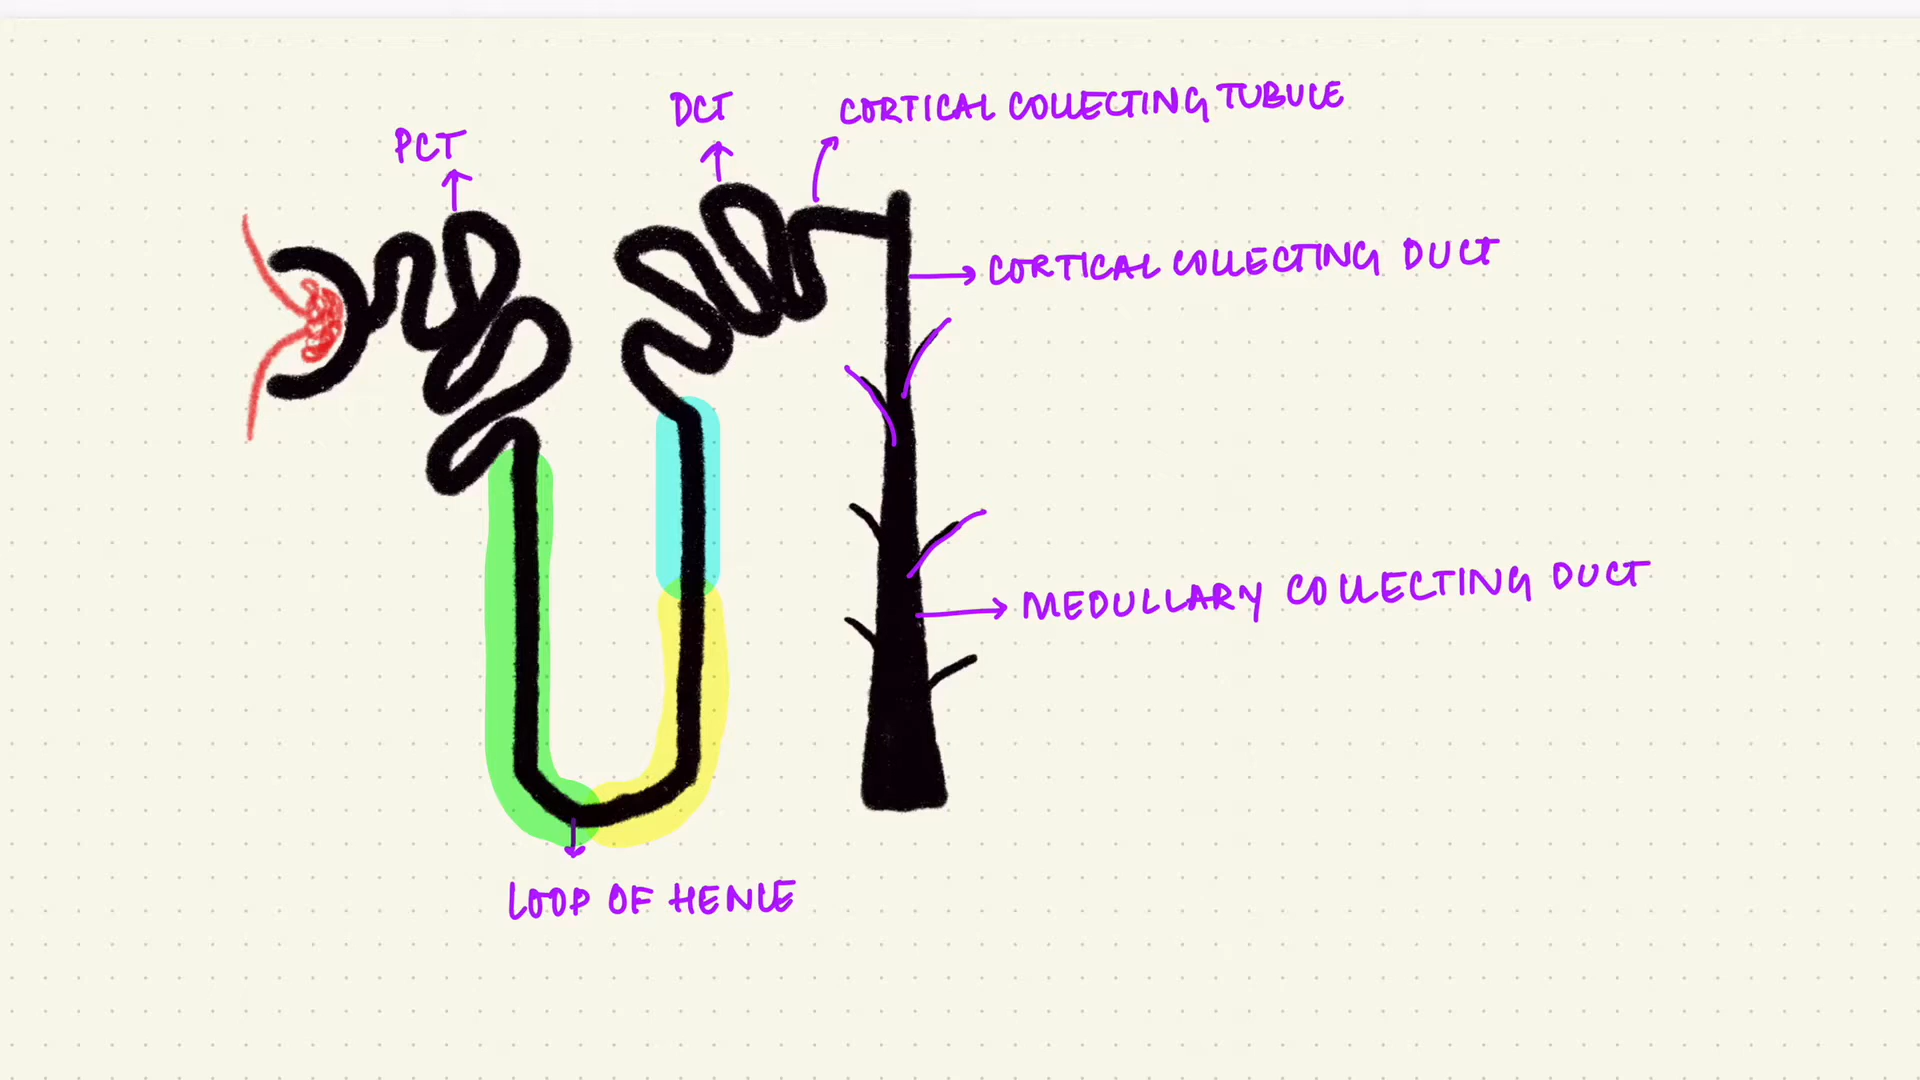 PCT
DCT
CORTICAL COLLECTING TUBULE
CORTICAL COLLECTING DUCT
MEDULLARY COLLECTING DUCT
LOOP OF HENLE